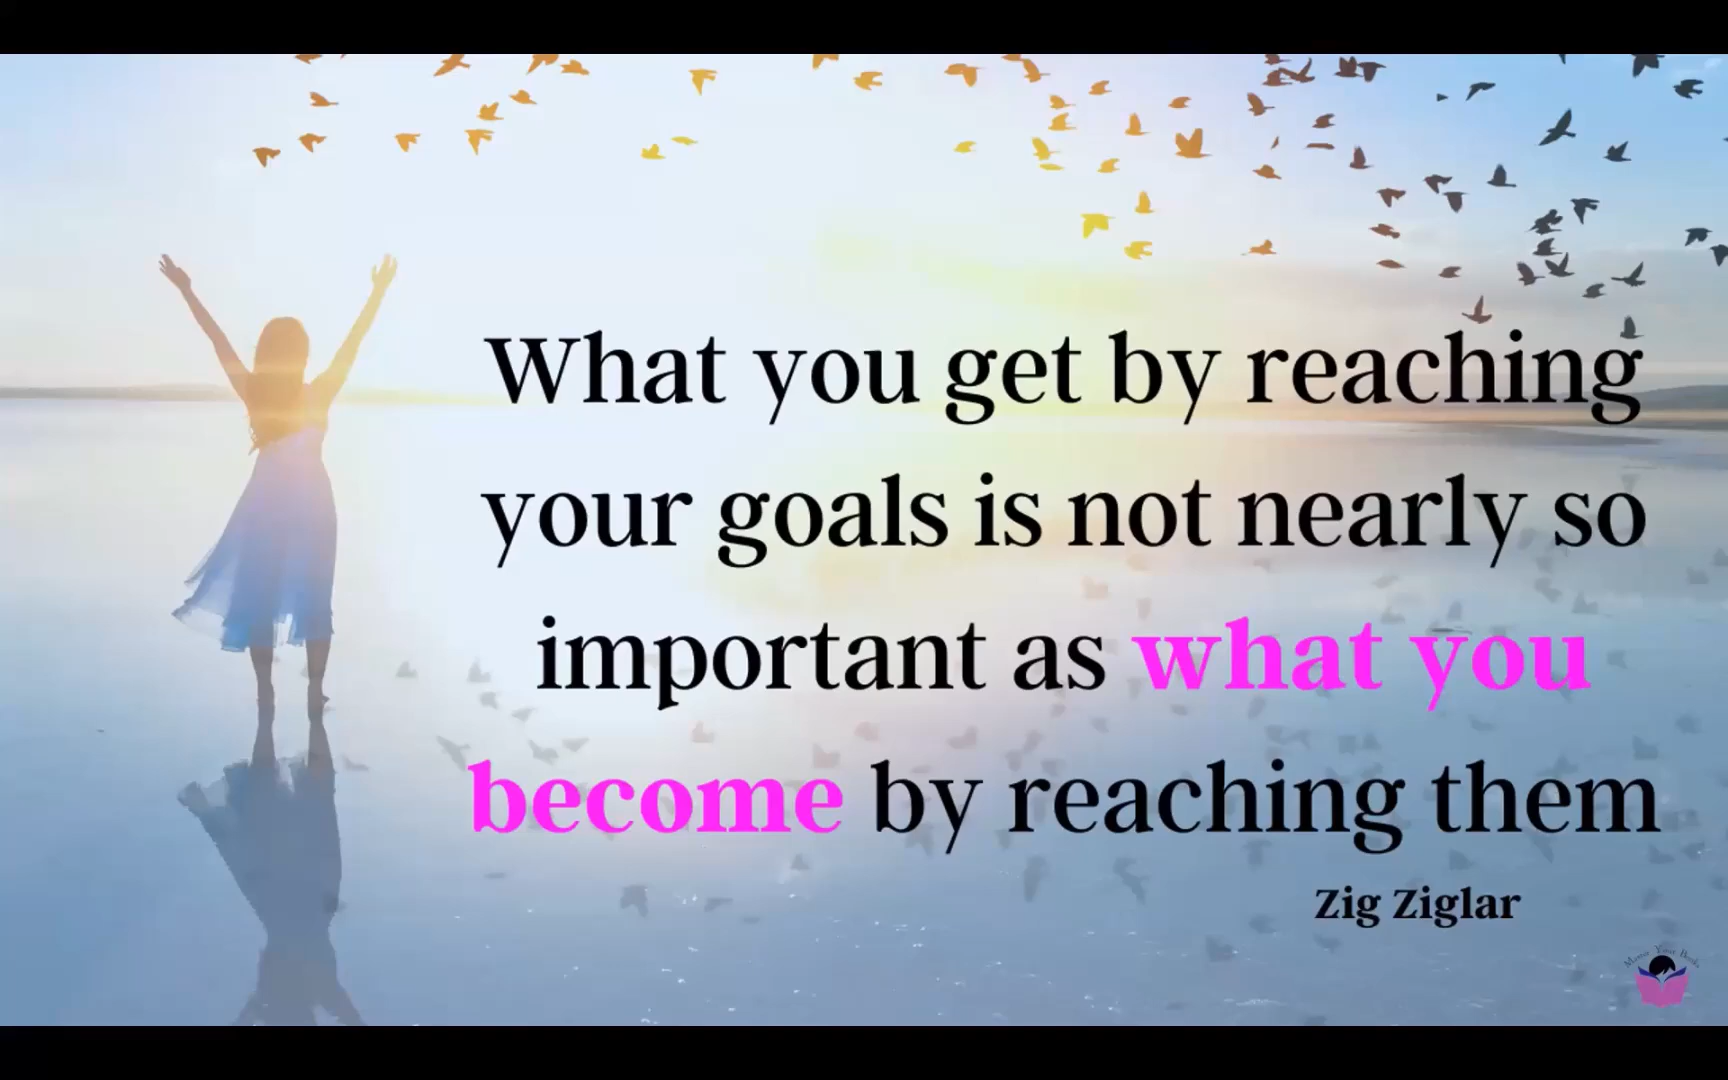 What you get by reaching
your goals is not nearly so
important as what you
become by reaching them
Zig Ziglar
Your